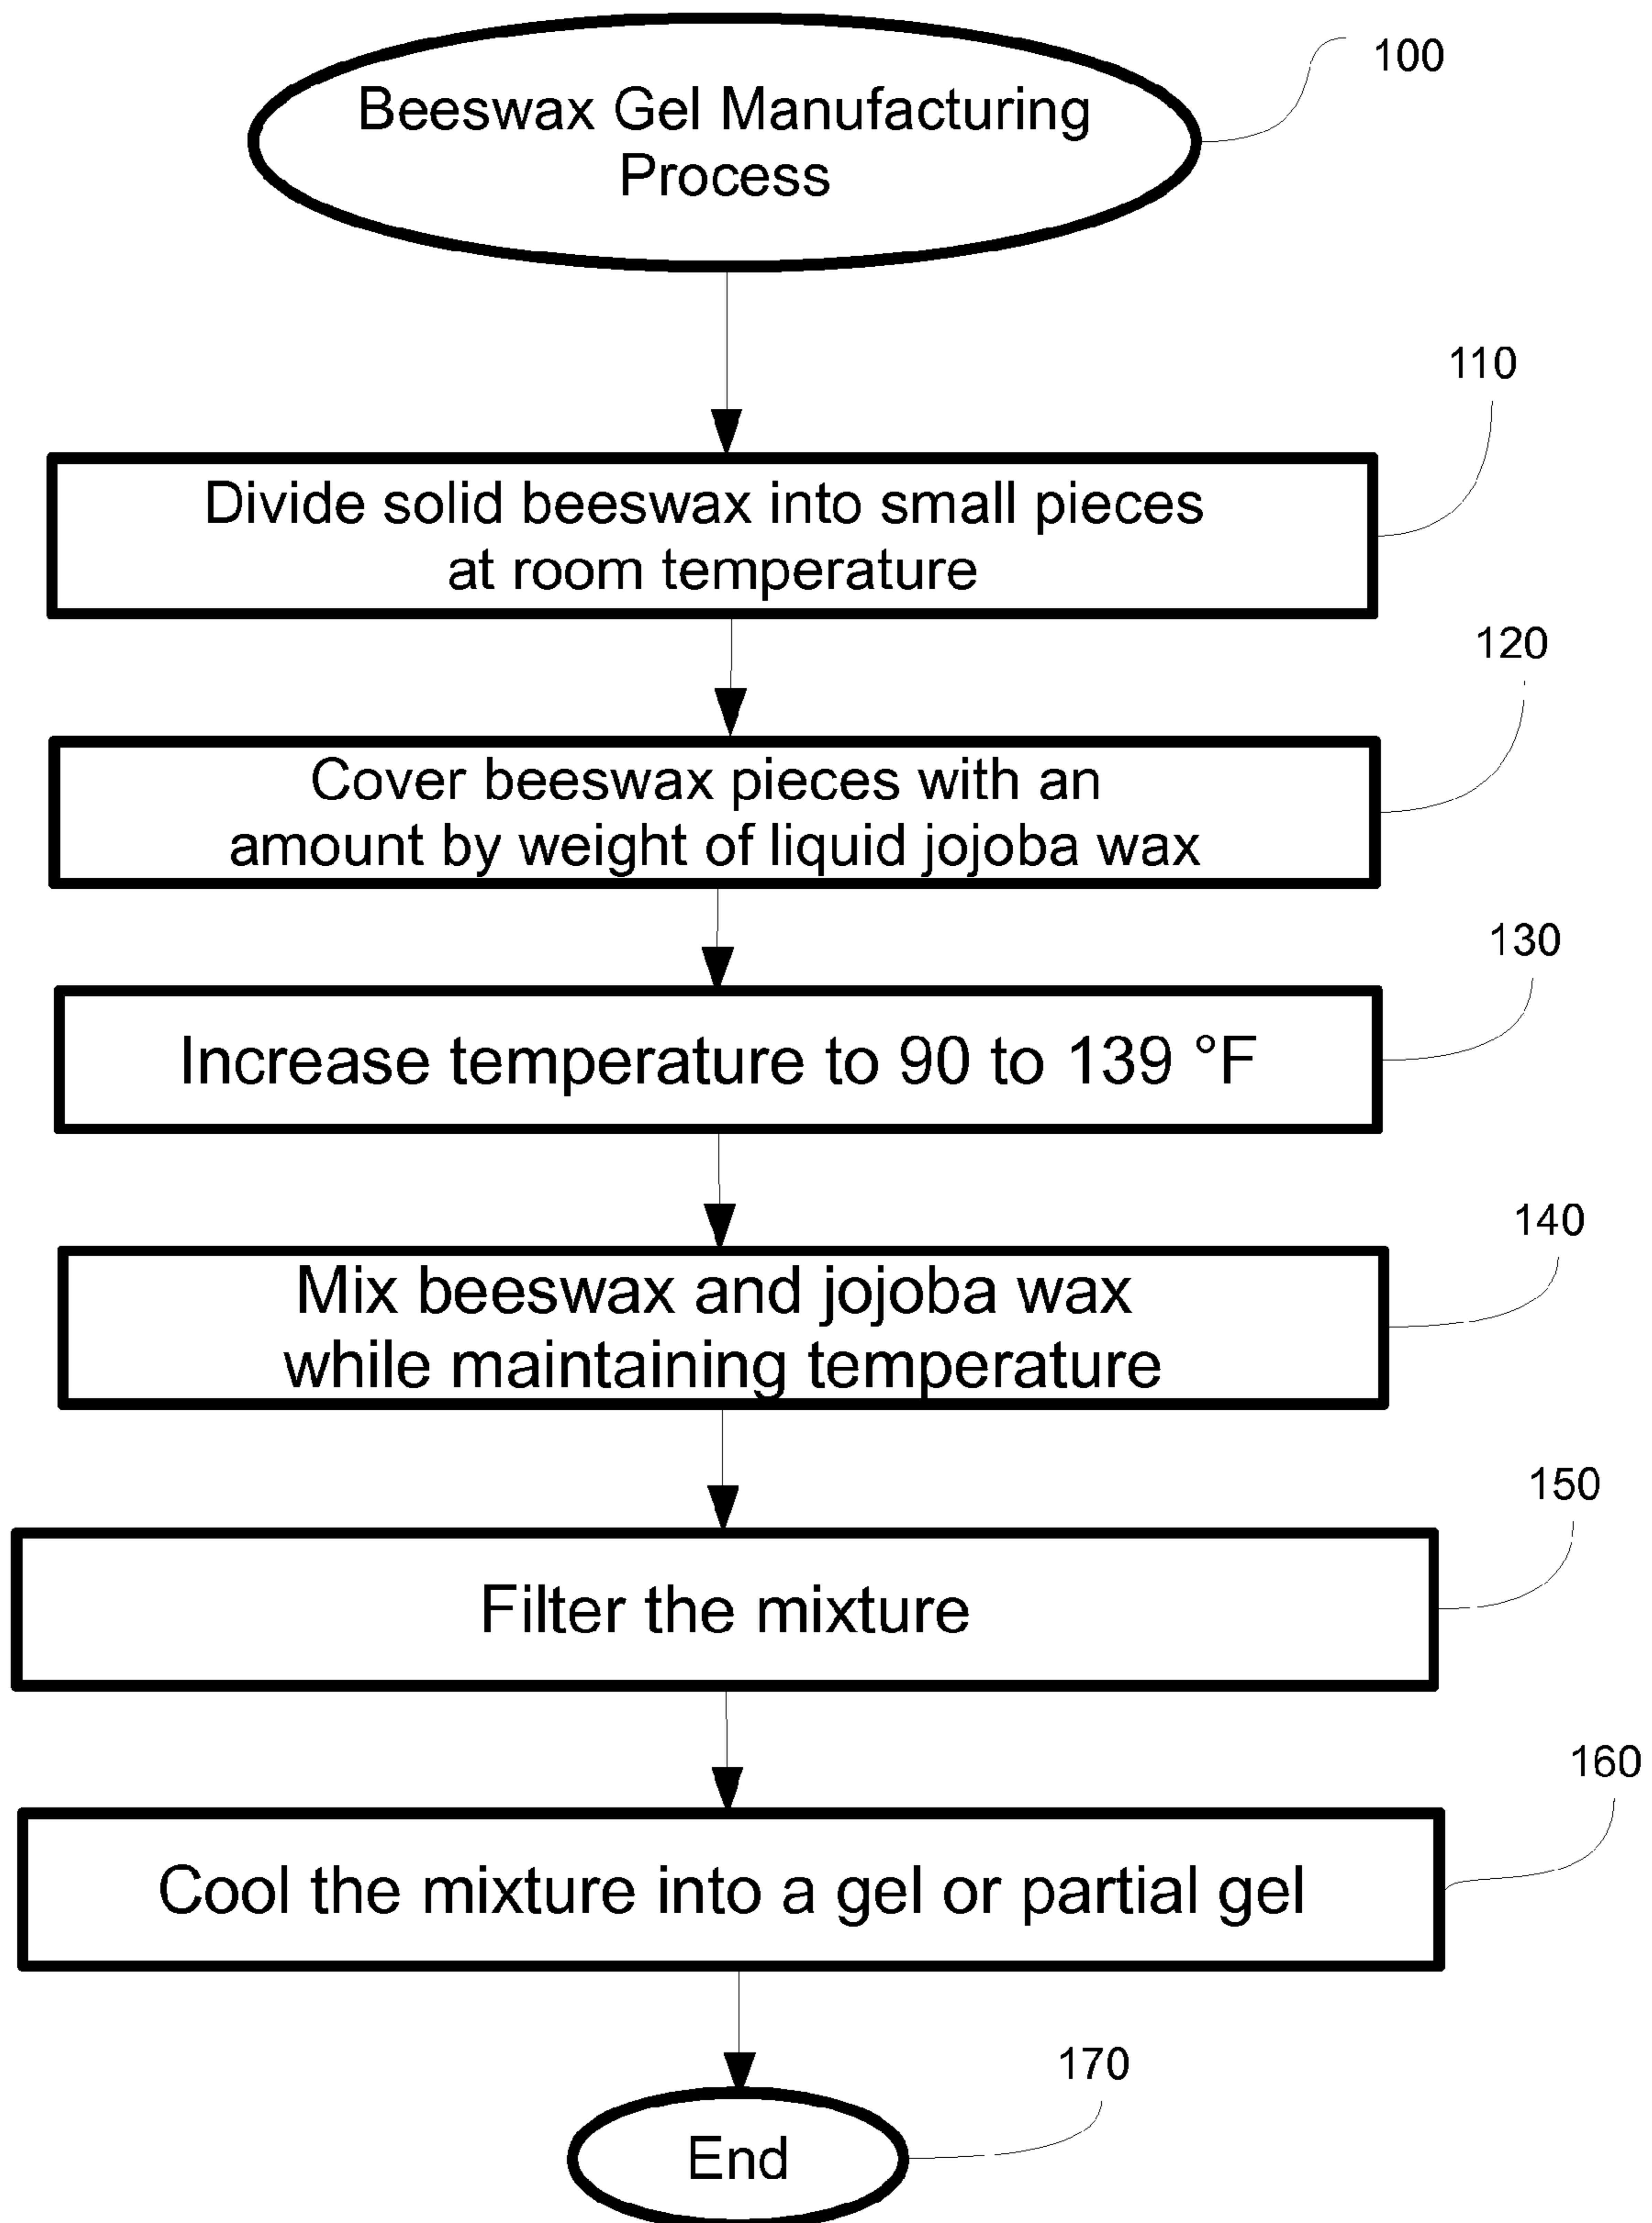 100
Beeswax Gel Manufacturing
Process
110
Divide solid beeswax into small pieces
at room temperature
120
Cover beeswax pieces with an
amount by weight of liquid jojoba wax
130
Increase temperature to 90 to 139 °F
140
Mix beeswax and jojoba wax
while maintaining temperature
150
Filter the mixture
160
Cool the mixture into a gel or partial gel
170
End